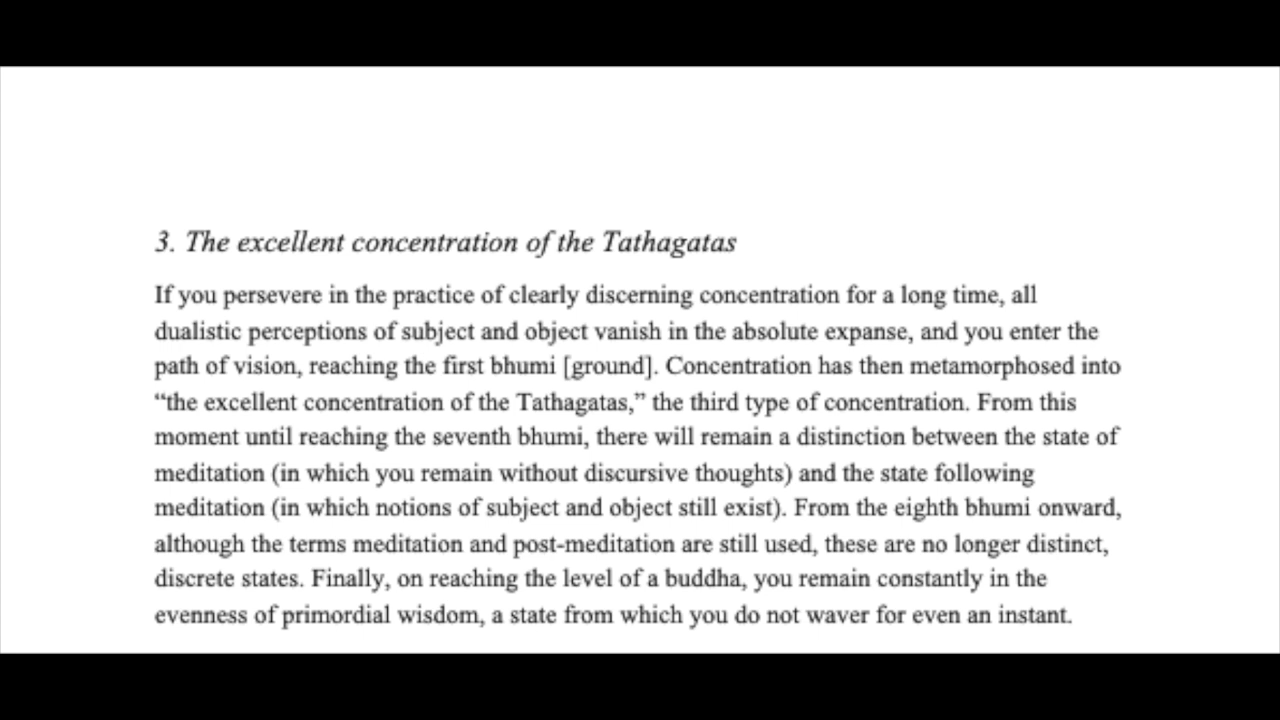 3. The excellent concentration of the Tathagatas
If you persevere in the practice of clearly discerning concentration for a long time, all
dualistic perceptions of subject and object vanish in the absolute expanse, and you enter the
path of vision, reaching the first bhumi [ground]. Concentration has then metamorphosed into
“the excellent concentration of the Tathagatas,” the third type of concentration. From this
moment until reaching the seventh bhumi, there will remain a distinction between the state of
meditation (in which you remain without discursive thoughts) and the state following
meditation (in which notions of subject and object still exist). From the eighth bhumi onward,
although the terms meditation and post-meditation are still used, these are no longer distinct,
discrete states. Finally, on reaching the level of a buddha, you remain constantly in the
evenness of primordial wisdom, a state from which you do not waver for even an instant.